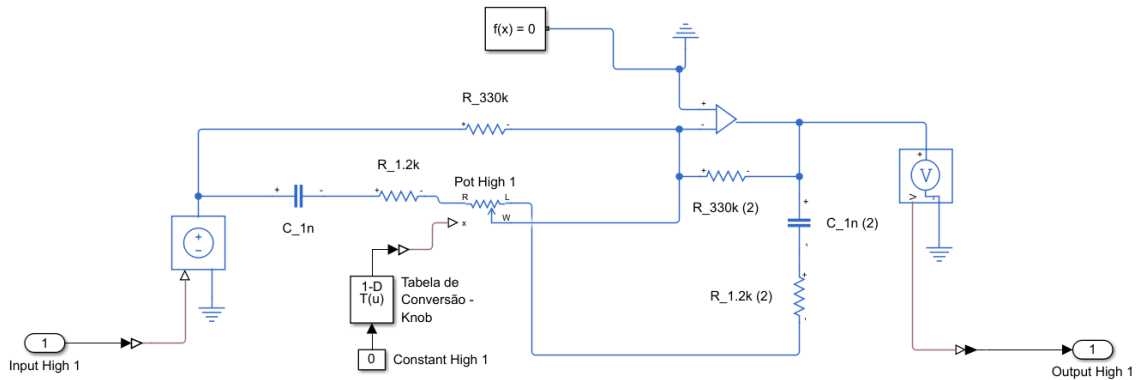 f(x) = 0
R_330k
+
-
+
-
R_1.2k
+
-
+
-
Pot High 1
R
L
W
x
C_1n
+
-
R_330k (2)
+
-
+
C_1n (2)
-
+
R_1.2k (2)
-
+
V
-
V
+
−
1-D
T(u)
Tabela de
Conversão -
Knob
0
Constant High 1
1
Input High 1
1
Output High 1